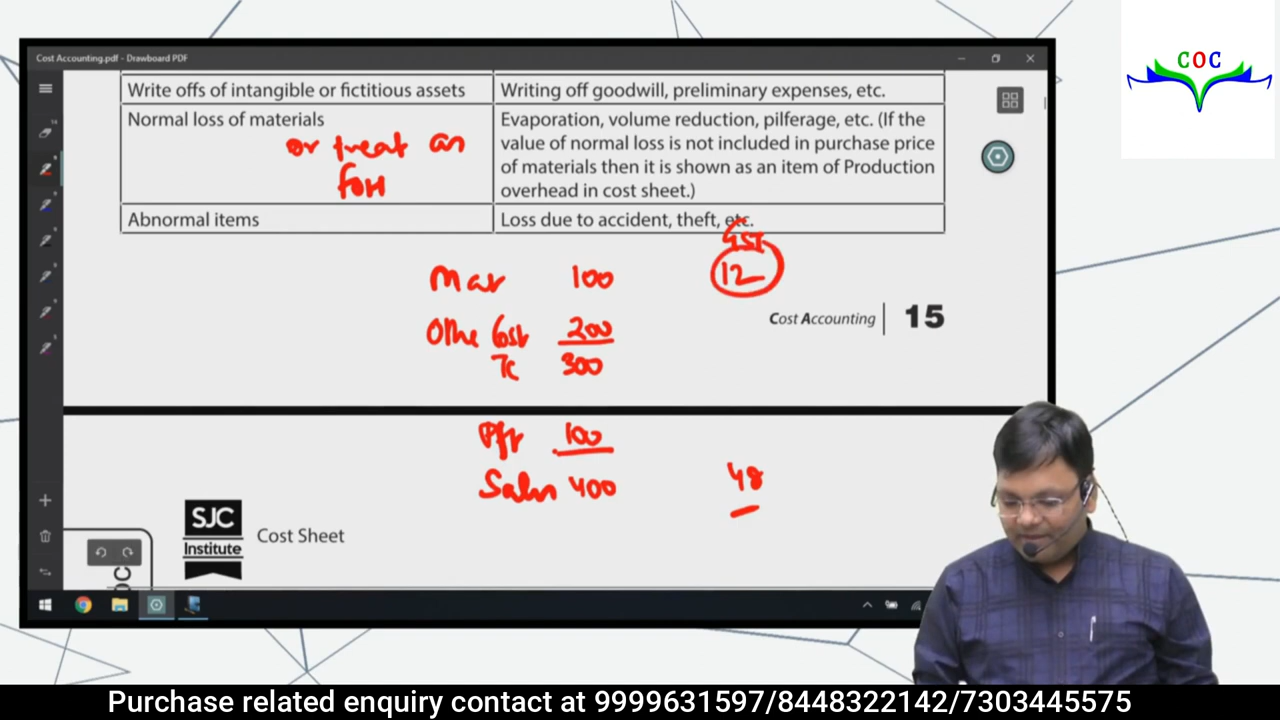 COC
Cost Accounting.pdf - Drawboard PDF
Write offs of intangible or fictitious assets
Writing off goodwill, preliminary expenses, etc.
Normal loss of materials
or treat as
FOH
Evaporation, volume reduction, pilferage, etc. (If the
value of normal loss is not included in purchase price
of materials then it is shown as an item of Production
overhead in cost sheet.)
Abnormal items
Loss due to accident, theft, etc.
GST
Mat 100 12
Cost Accounting 15
Othe Cost 200
TC 300
Pft 100
Sales 400 48
SJC
Institute
Cost Sheet
Purchase related enquiry contact at 9999631597/8448322142/7303445575